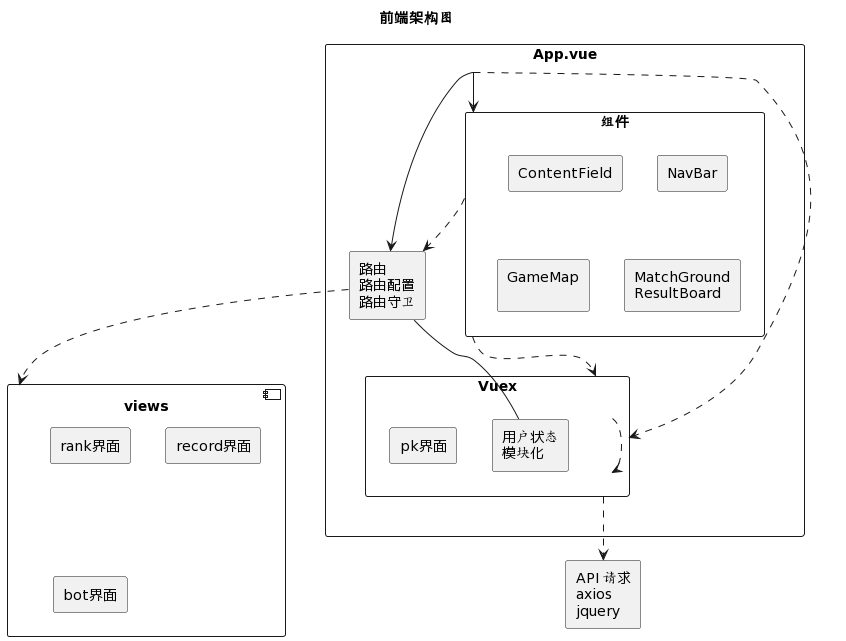 前端架构图
App.vue
组件
ContentField
NavBar
GameMap
MatchGround
ResultBoard
路由
路由配置
路由守卫
Vuex
pk界面
用户状态
模块化
views
rank界面
record界面
bot界面
API 请求
axios
jquery